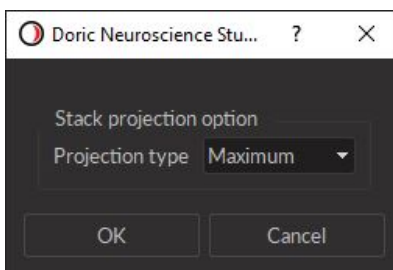 Doric Neuroscience Stu... ?
Stack projection option
Projection type Maximum
OK Cancel